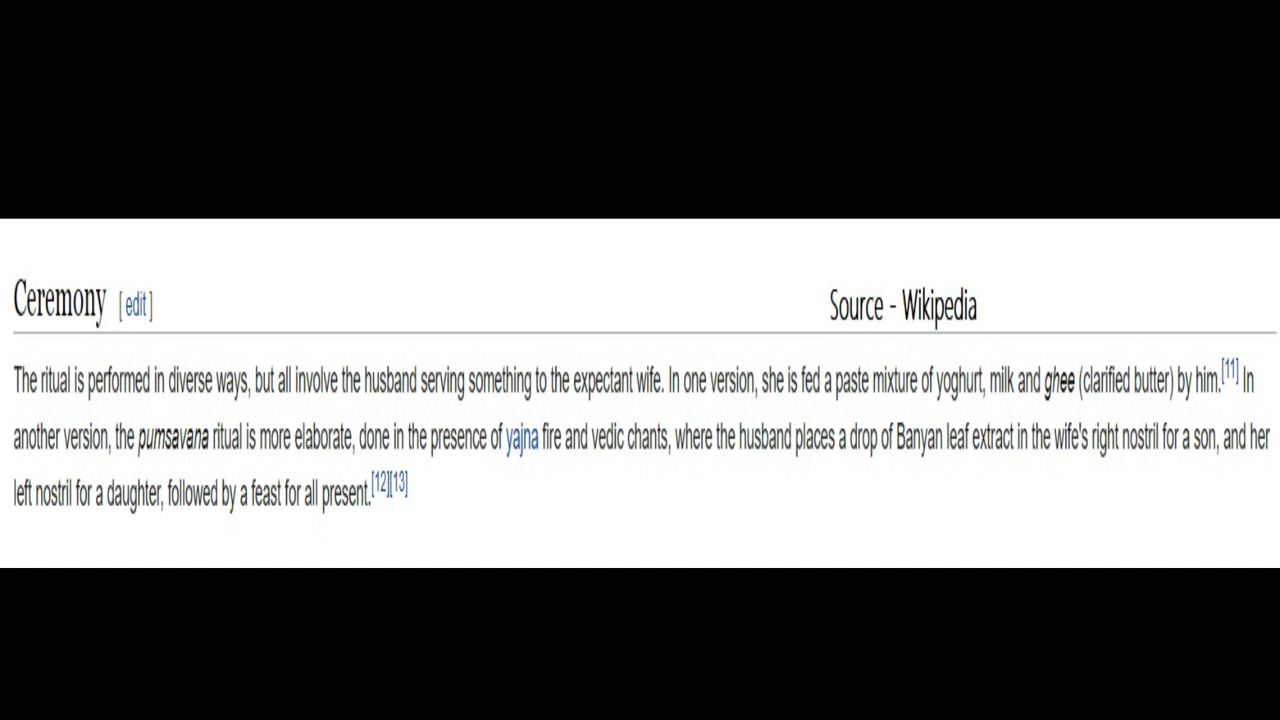 Ceremony [ edit ]
Source - Wikipedia
The ritual is performed in diverse ways, but all involve the husband serving something to the expectant wife. In one version, she is fed a paste mixture of yoghurt, milk and ghee (clarified butter) by him.[11] In
another version, the pumsavana ritual is more elaborate, done in the presence of yajna fire and vedic chants, where the husband places a drop of Banyan leaf extract in the wife's right nostril for a son, and her
left nostril for a daughter, followed by a feast for all present.[12][13]